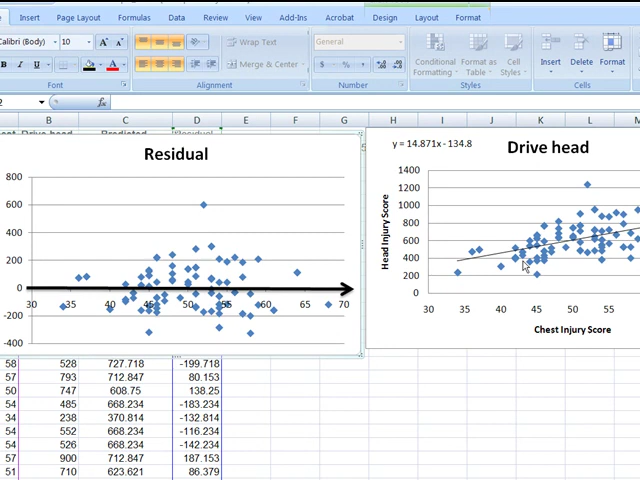 Insert Page Layout Formulas Data Review View Add-Ins Acrobat Design Layout Format
Calibri (Body) 10 A A Wrap Text General Conditional Formatting Format as Table Cell Styles Insert Delete Format
B I U A Merge & Center $ % , .0 .00 .00 .0
Font Alignment Number Styles Cells
2 fx
B C D E F G H I J K L M
Drive head Predicted Residual
Residual
800
600
400
200
0
-200
-400
30 35 40 45 50 55 60 65 70
y = 14.871x - 134.8
Drive head
Head Injury Score
1400
1200
1000
800
600
400
200
0
30 35 40 45 50 55
Chest Injury Score
58 528 727.718 -199.718
57 793 712.847 80.153
50 747 608.75 138.25
54 485 668.234 -183.234
34 238 370.814 -132.814
54 552 668.234 -116.234
54 526 668.234 -142.234
57 900 712.847 187.153
51 710 623.621 86.379